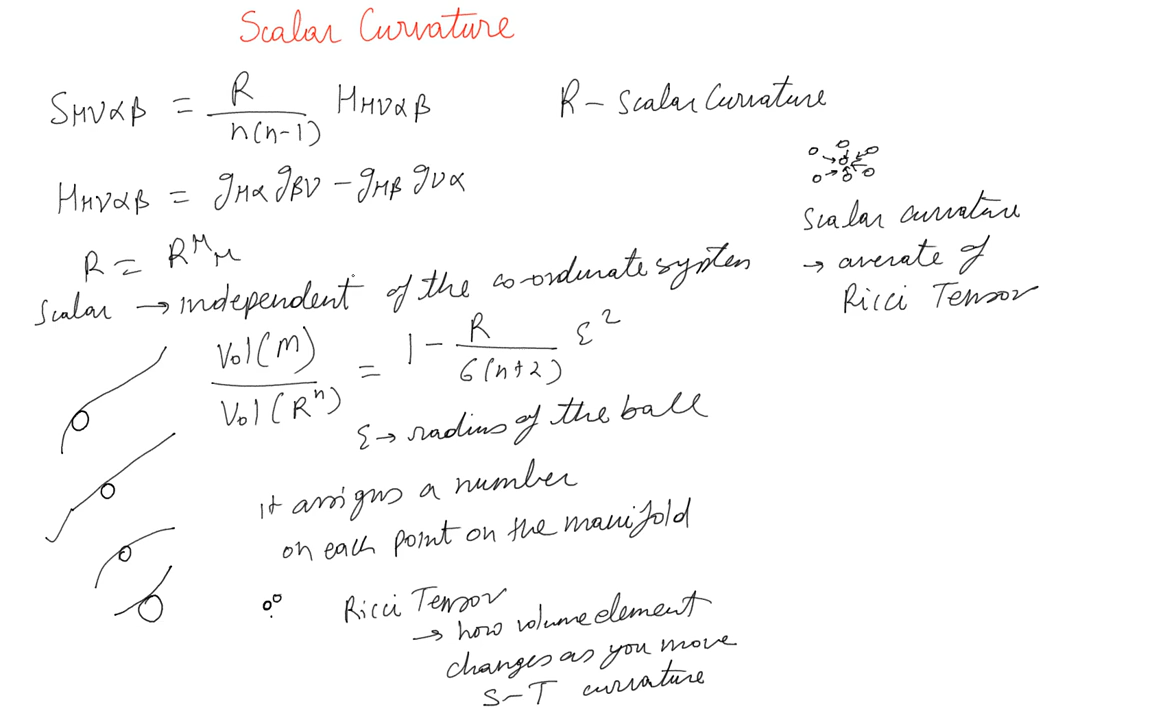 Scalar Curvature
Sμναβ = R / n(n-1) Hμναβ
R - Scalar Curvature
Hμναβ = gμα gβν - gμβ gνα
R = R^μ_μ
Scalar → independent of the co-ordinate system
Scalar curvature
→ averate of
Ricci Tensor
Vol(M) / Vol(R^n) = 1 - R / 6(n+2) ε^2
ε → radius of the ball
it assigns a number
on each point on the manifold
Ricci Tensor
→ how volume element
changes as you move
S-T curvature